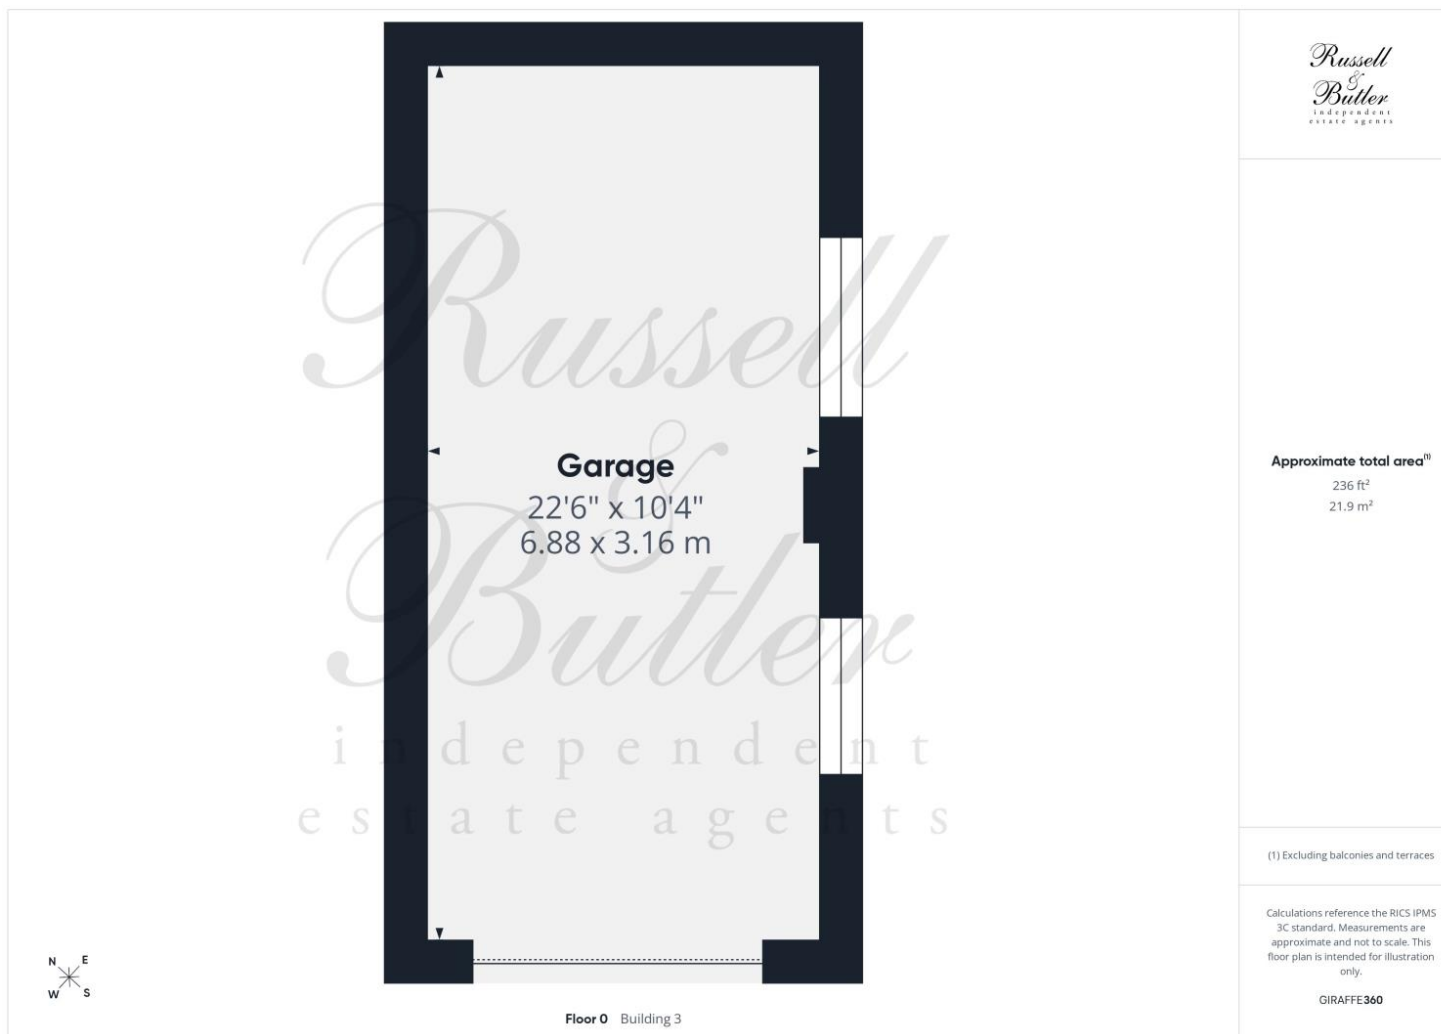 Russell
&
Butler
independent
estate agents
Garage
22'6" x 10'4"
6.88 x 3.16 m
Russell
&
Butler
independent
estate agents
Approximate total area(1)
236 ft²
21.9 m²
(1) Excluding balconies and terraces
Calculations reference the RICS IPMS
3C standard. Measurements are
approximate and not to scale. This
floor plan is intended for illustration
only.
GIRAFFE360
N E
W S
Floor 0 Building 3